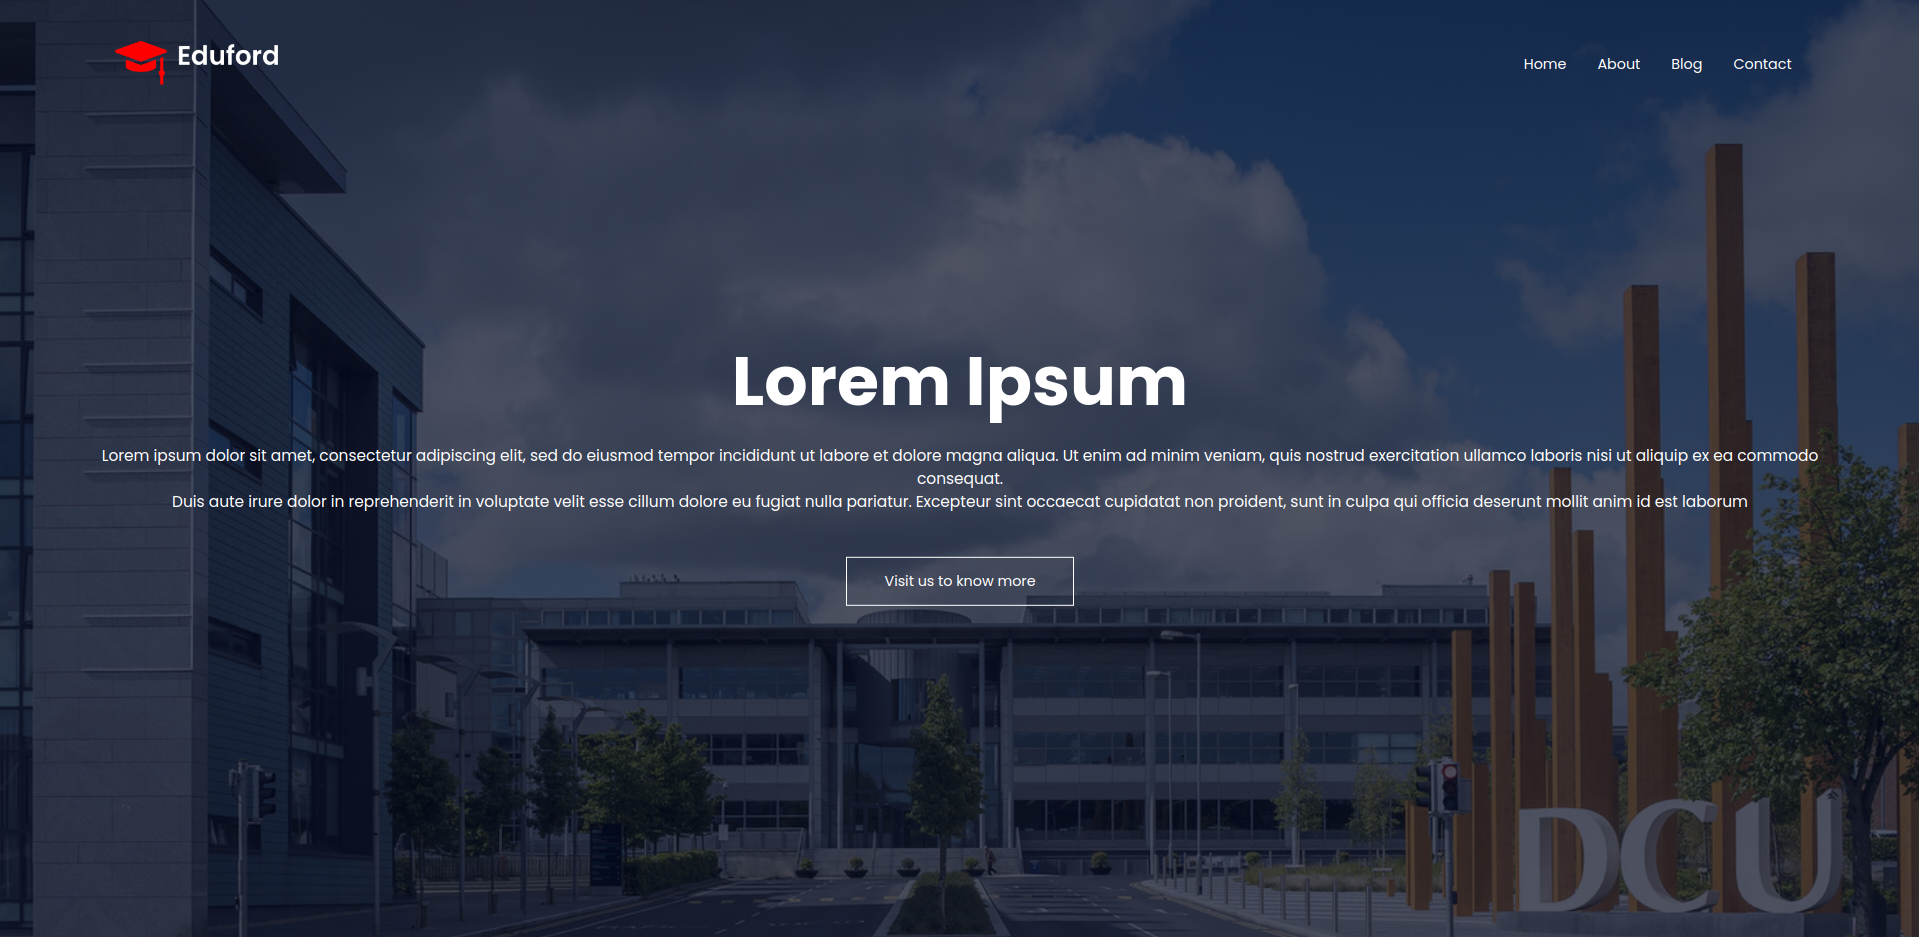 Eduford
Home About Blog Contact
Lorem Ipsum
Lorem ipsum dolor sit amet, consectetur adipiscing elit, sed do eiusmod tempor incididunt ut labore et dolore magna aliqua. Ut enim ad minim veniam, quis nostrud exercitation ullamco laboris nisi ut aliquip ex ea commodo
consequat.
Duis aute irure dolor in reprehenderit in voluptate velit esse cillum dolore eu fugiat nulla pariatur. Excepteur sint occaecat cupidatat non proident, sunt in culpa qui officia deserunt mollit anim id est laborum
Visit us to know more
DCU